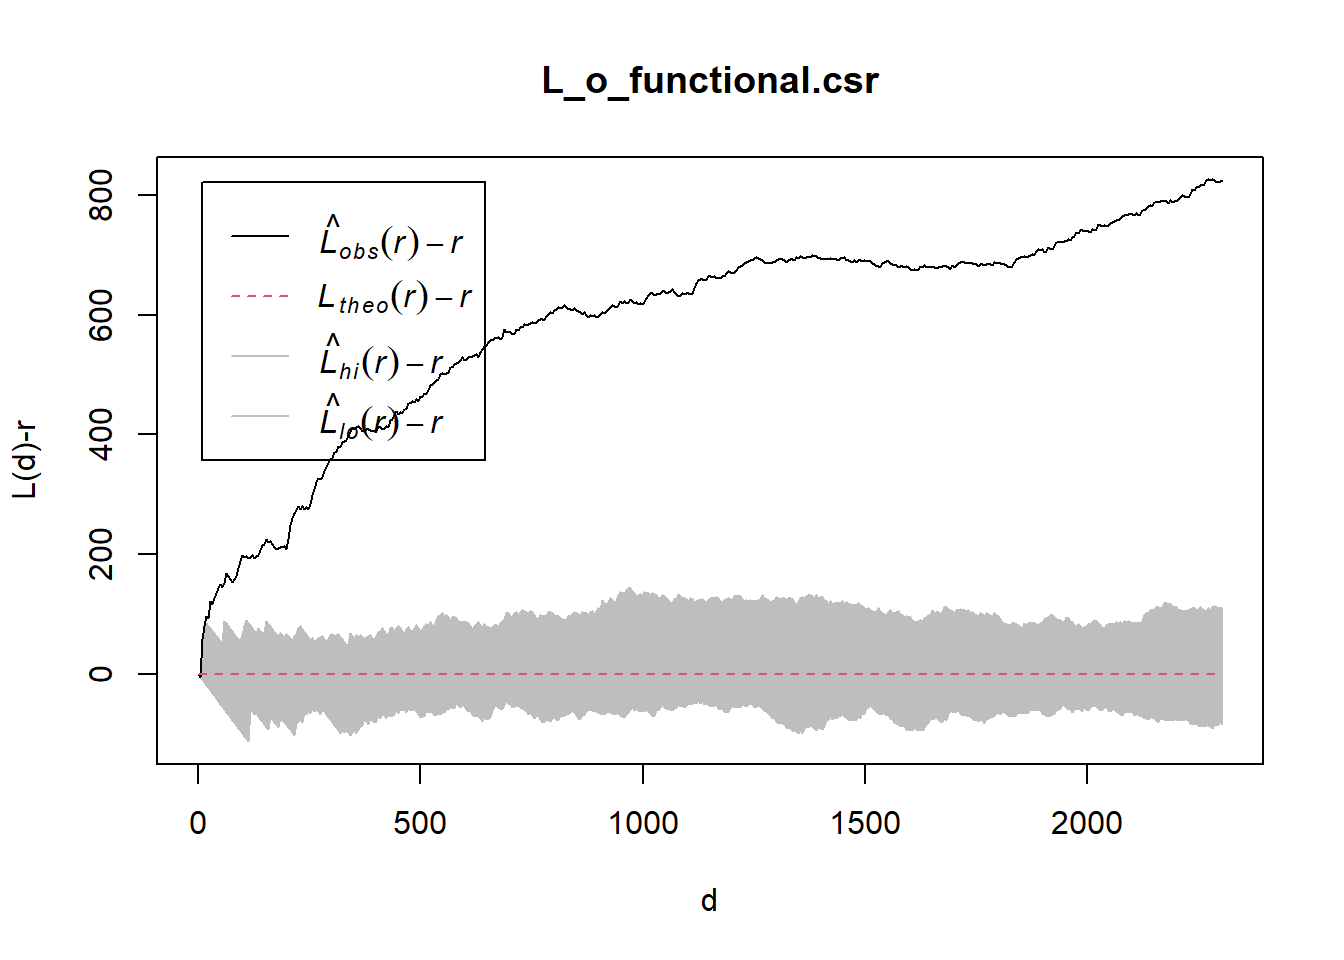 L_o_functional.csr
L̂obs(r) − r
Ltheo(r) − r
L̂hi(r) − r
L̂lo(r) − r
L(d)-r
800
600
400
200
0
0 500 1000 1500 2000
d